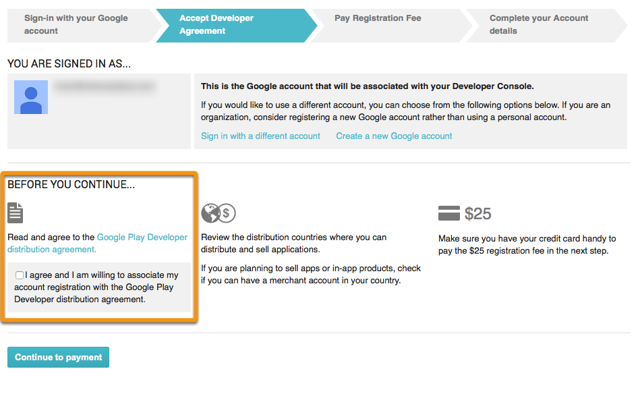 Sign-in with your Google
account
Accept Developer
Agreement
Pay Registration Fee
Complete your Account
details
YOU ARE SIGNED IN AS...
This is the Google account that will be associated with your Developer Console.
If you would like to use a different account, you can choose from the following options below. If you are an
organization, consider registering a new Google account rather than using a personal account.
Sign in with a different account
Create a new Google account
BEFORE YOU CONTINUE...
Read and agree to the Google Play Developer
distribution agreement.
I agree and I am willing to associate my
account registration with the Google Play
Developer distribution agreement.
$
Review the distribution countries where you can
distribute and sell applications.
If you are planning to sell apps or in-app products, check
if you can have a merchant account in your country.
$25
Make sure you have your credit card handy to
pay the $25 registration fee in the next step.
Continue to payment